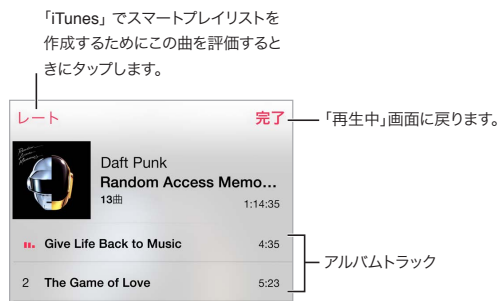 「iTunes」でスマートプレイリストを
作成するためにこの曲を評価すると
きにタップします。
レート
完了
「再生中」画面に戻ります。
Daft Punk
Random Access Memo...
13曲
1:14:35
Give Life Back to Music 4:35
アルバムトラック
2 The Game of Love 5:23